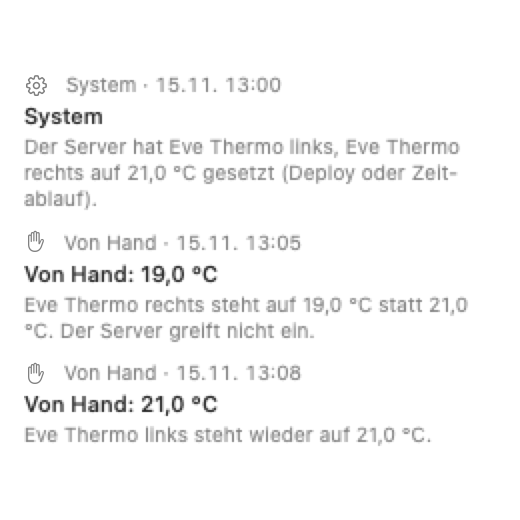 System · 15.11. 13:00
System
Der Server hat Eve Thermo links, Eve Thermo
rechts auf 21,0 °C gesetzt (Deploy oder Zeit-
ablauf).
Von Hand · 15.11. 13:05
Von Hand: 19,0 °C
Eve Thermo rechts steht auf 19,0 °C statt 21,0
°C. Der Server greift nicht ein.
Von Hand · 15.11. 13:08
Von Hand: 21,0 °C
Eve Thermo links steht wieder auf 21,0 °C.